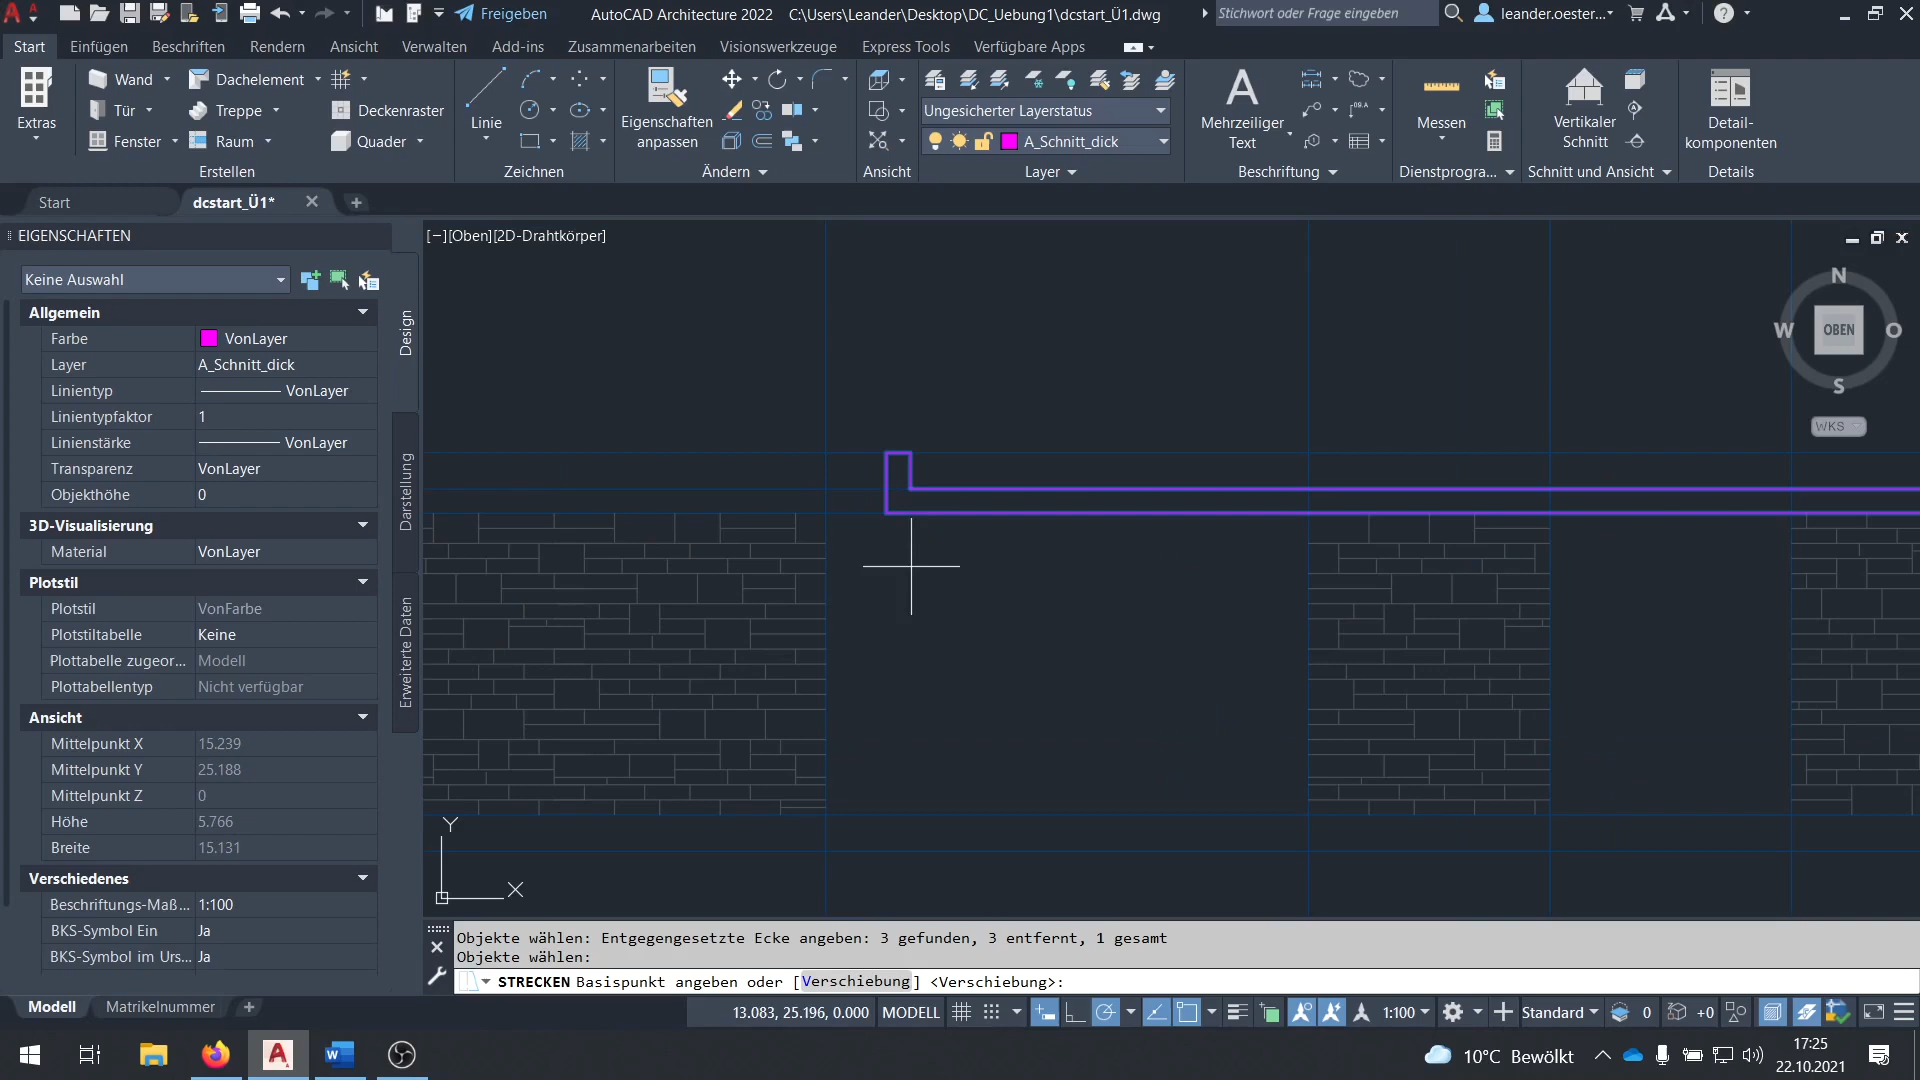 Freigeben
AutoCAD Architecture 2022 C:\Users\Leander\Desktop\DC_Uebung1\dcstart_Ü1.dwg
Stichwort oder Frage eingeben
leander.oester...
Start Einfügen Beschriften Rendern Ansicht Verwalten Add-ins Zusammenarbeiten Visionswerkzeuge Express Tools Verfügbare Apps
Extras
Wand
Dachelement
Tür
Treppe
Deckenraster
Fenster
Raum
Quader
Erstellen
Linie
Zeichnen
Eigenschaften
anpassen
Ändern
Ansicht
Ungesicherter Layerstatus
A_Schnitt_dick
Layer
Mehrzeiliger
Text
Beschriftung
Messen
Dienstprogra...
Vertikaler
Schnitt
Schnitt und Ansicht
Detail-
komponenten
Details
Start
dcstart_Ü1*
EIGENSCHAFTEN
Keine Auswahl
Allgemein
Farbe VonLayer
Layer A_Schnitt_dick
Linientyp VonLayer
Linientypfaktor 1
Linienstärke VonLayer
Transparenz VonLayer
Objekthöhe 0
3D-Visualisierung
Material VonLayer
Plotstil
Plotstil VonFarbe
Plotstiltabelle Keine
Plottabelle zugeor... Modell
Plottabellentyp Nicht verfügbar
Ansicht
Mittelpunkt X 15.239
Mittelpunkt Y 25.188
Mittelpunkt Z 0
Höhe 5.766
Breite 15.131
Verschiedenes
Beschriftungs-Maß... 1:100
BKS-Symbol Ein Ja
BKS-Symbol im Urs... Ja
Design
Darstellung
Erweiterte Daten
[−][Oben][2D-Drahtkörper]
N
W OBEN O
S
WKS
Y
X
Objekte wählen: Entgegengesetzte Ecke angeben: 3 gefunden, 3 entfernt, 1 gesamt
Objekte wählen:
STRECKEN Basispunkt angeben oder [Verschiebung] <Verschiebung>:
Modell Matrikelnummer
13.083, 25.196, 0.000 MODELL
1:100
Standard
0
+0
10°C Bewölkt
17:25
22.10.2021